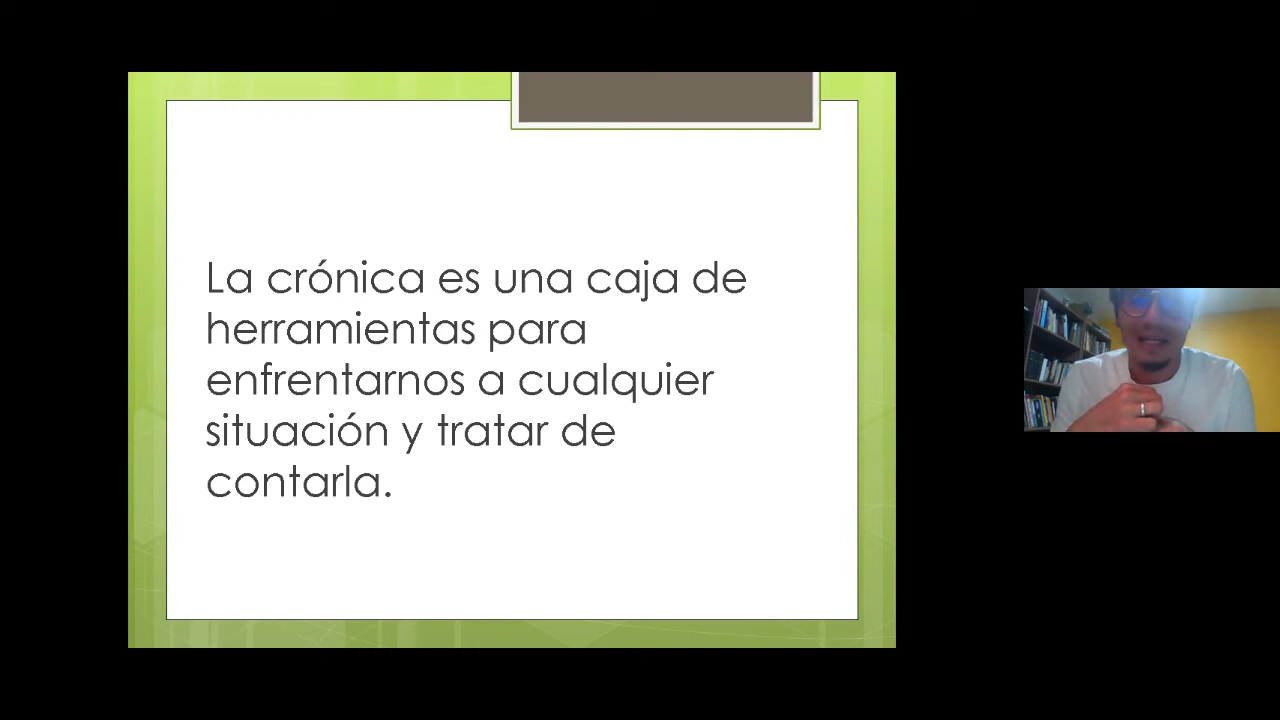 La crónica es una caja de
herramientas para
enfrentarnos a cualquier
situación y tratar de
contarla.